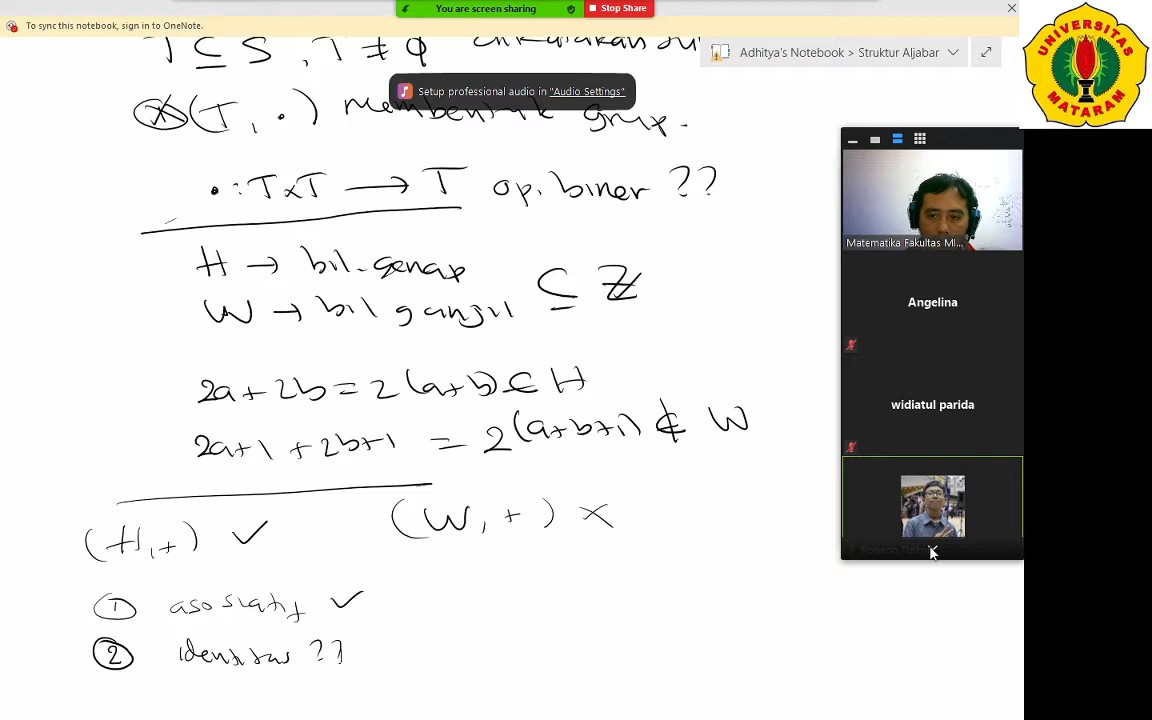 You are screen sharing
Stop Share
To sync this notebook, sign in to OneNote.
Adhitya's Notebook > Struktur Aljabar
UNIVERSITAS MATARAM
T ⊆ S, T ≠ ϕ
Setup professional audio in "Audio Settings"
* (T, •) membentuk grup.
• : T×T → T op. biner ??
H → bil. genap
W → bil ganjil ⊆ ℤ
2a + 2b = 2(a+b) ∈ H
2a+1 + 2b+1 = 2(a+b+1) ∉ W
(H,+) ✓ (W, +) ×
① asosiatif ✓
② identitas ??
Matematika Fakultas MI...
Angelina
widiatul parida